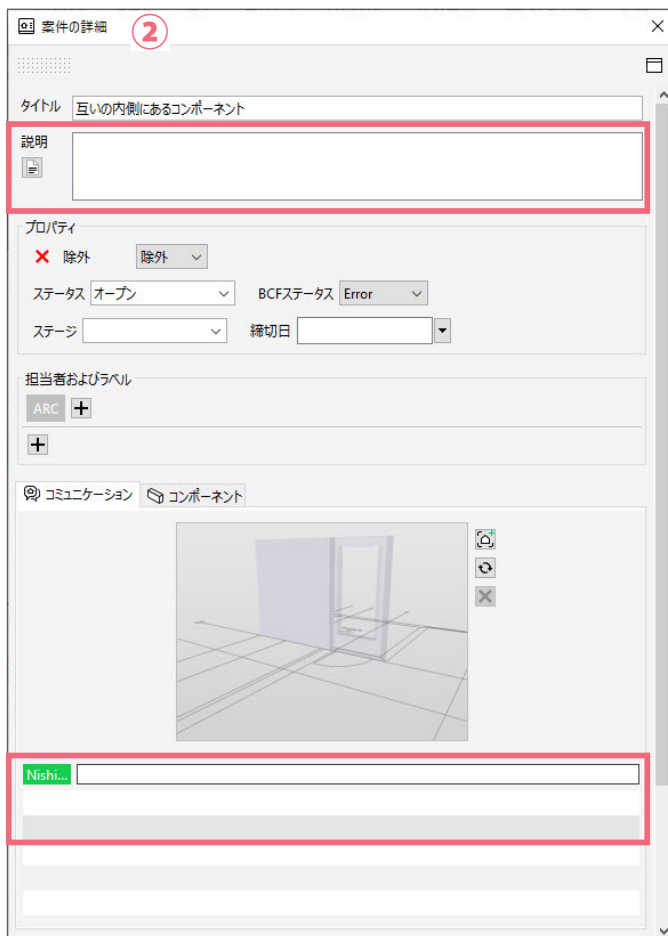 案件の詳細 ②
タイトル 互いの内側にあるコンポーネント
説明
プロパティ
除外 除外
ステータス オープン BCFステータス Error
ステージ 締切日
担当者およびラベル
ARC
コミュニケーション コンポーネント
Nishi...